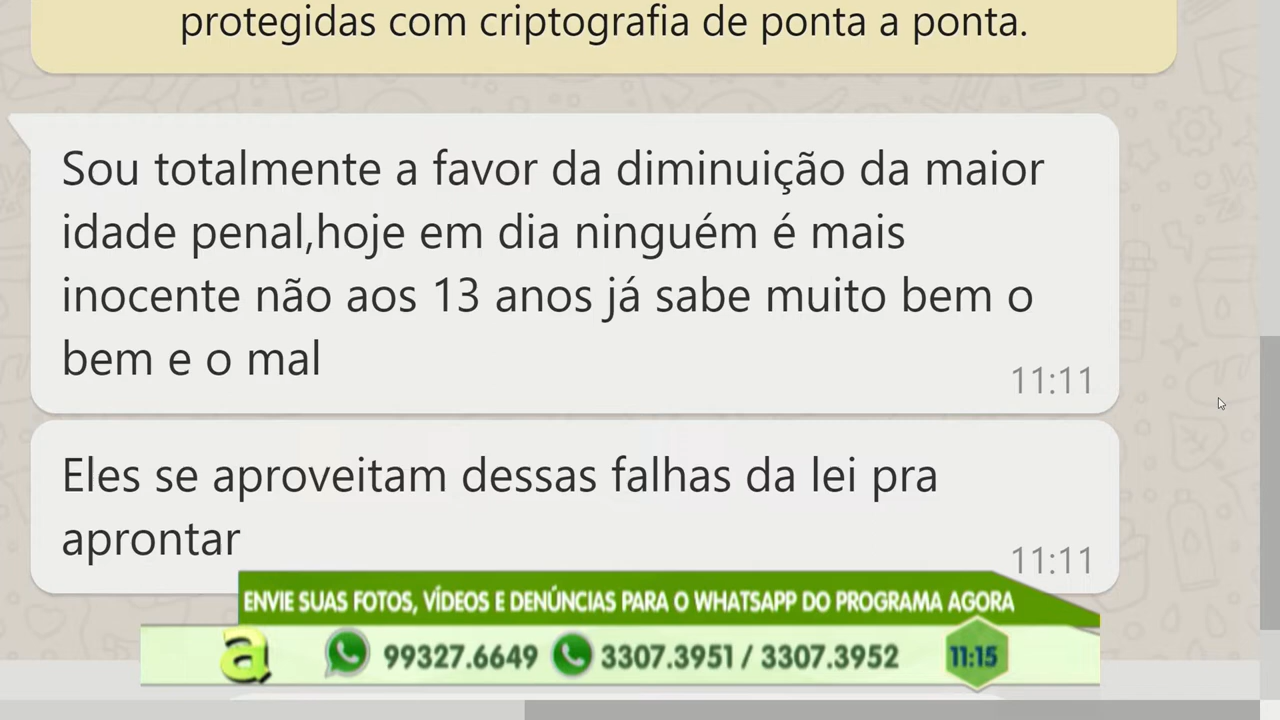 protegidas com criptografia de ponta a ponta.
Sou totalmente a favor da diminuição da maior
idade penal,hoje em dia ninguém é mais
inocente não aos 13 anos já sabe muito bem o
bem e o mal
11:11
Eles se aproveitam dessas falhas da lei pra
aprontar
11:11
ENVIE SUAS FOTOS, VÍDEOS E DENÚNCIAS PARA O WHATSAPP DO PROGRAMA AGORA
a 99327.6649 3307.3951 / 3307.3952 11:15